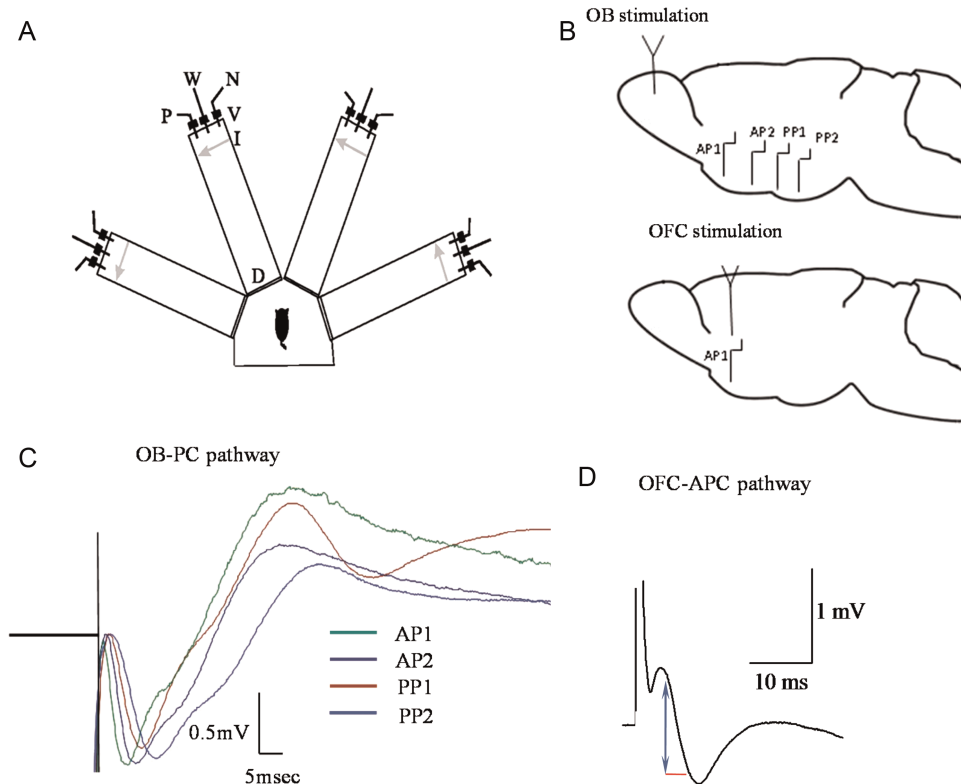 A
W
N
P
V
I
D
B
OB stimulation
AP1
AP2
PP1
PP2
OFC stimulation
AP1
C
OB-PC pathway
AP1
AP2
PP1
PP2
0.5mV
5msec
D
OFC-APC pathway
1 mV
10 ms